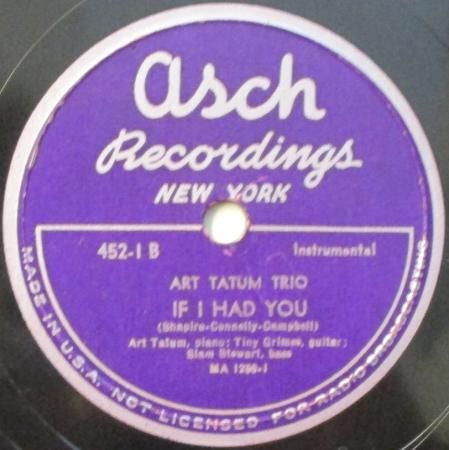 asch
Recordings
NEW YORK
452-1 B
Instrumental
ART TATUM TRIO
IF I HAD YOU
(Shapiro-Connelly-Campbell)
Art Tatum, piano; Tiny Grimes, guitar;
Slam Stewart, bass
MA 1256-1
MADE IN U.S.A. NOT LICENSED FOR RADIO BROADCASTING